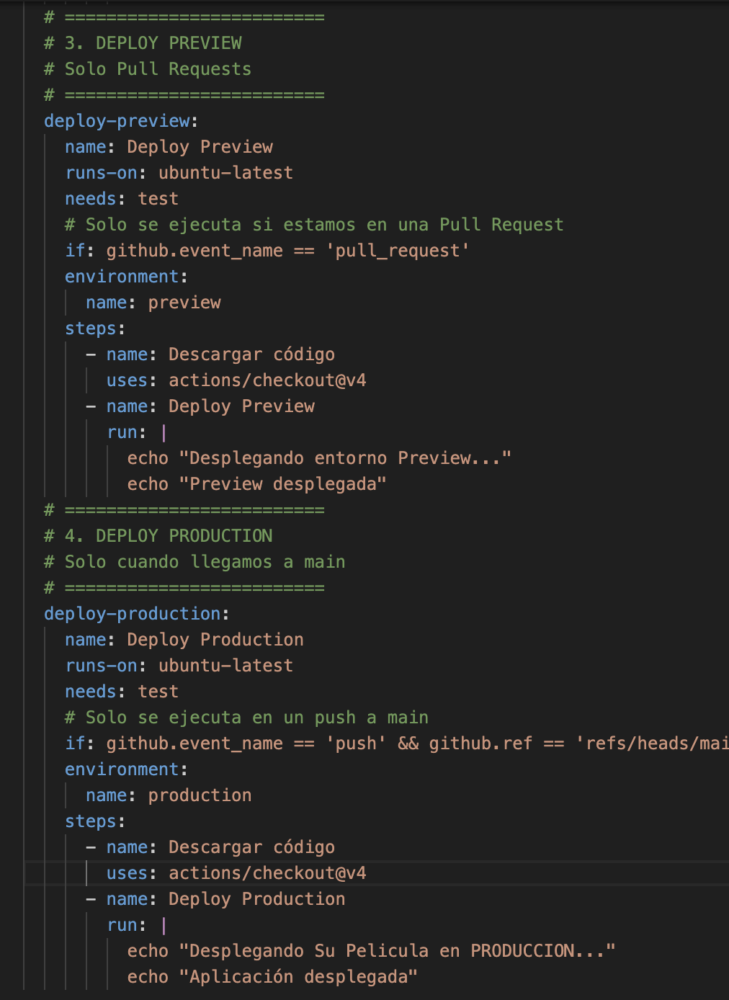 # =========================
# 3. DEPLOY PREVIEW
# Solo Pull Requests
# =========================
deploy-preview:
  name: Deploy Preview
  runs-on: ubuntu-latest
  needs: test
  # Solo se ejecuta si estamos en una Pull Request
  if: github.event_name == 'pull_request'
  environment:
    name: preview
  steps:
    - name: Descargar código
      uses: actions/checkout@v4
    - name: Deploy Preview
      run: |
        echo "Desplegando entorno Preview..."
        echo "Preview desplegada"
# =========================
# 4. DEPLOY PRODUCTION
# Solo cuando llegamos a main
# =========================
deploy-production:
  name: Deploy Production
  runs-on: ubuntu-latest
  needs: test
  # Solo se ejecuta en un push a main
  if: github.event_name == 'push' && github.ref == 'refs/heads/mai
  environment:
    name: production
  steps:
    - name: Descargar código
      uses: actions/checkout@v4
    - name: Deploy Production
      run: |
        echo "Desplegando Su Pelicula en PRODUCCION..."
        echo "Aplicación desplegada"